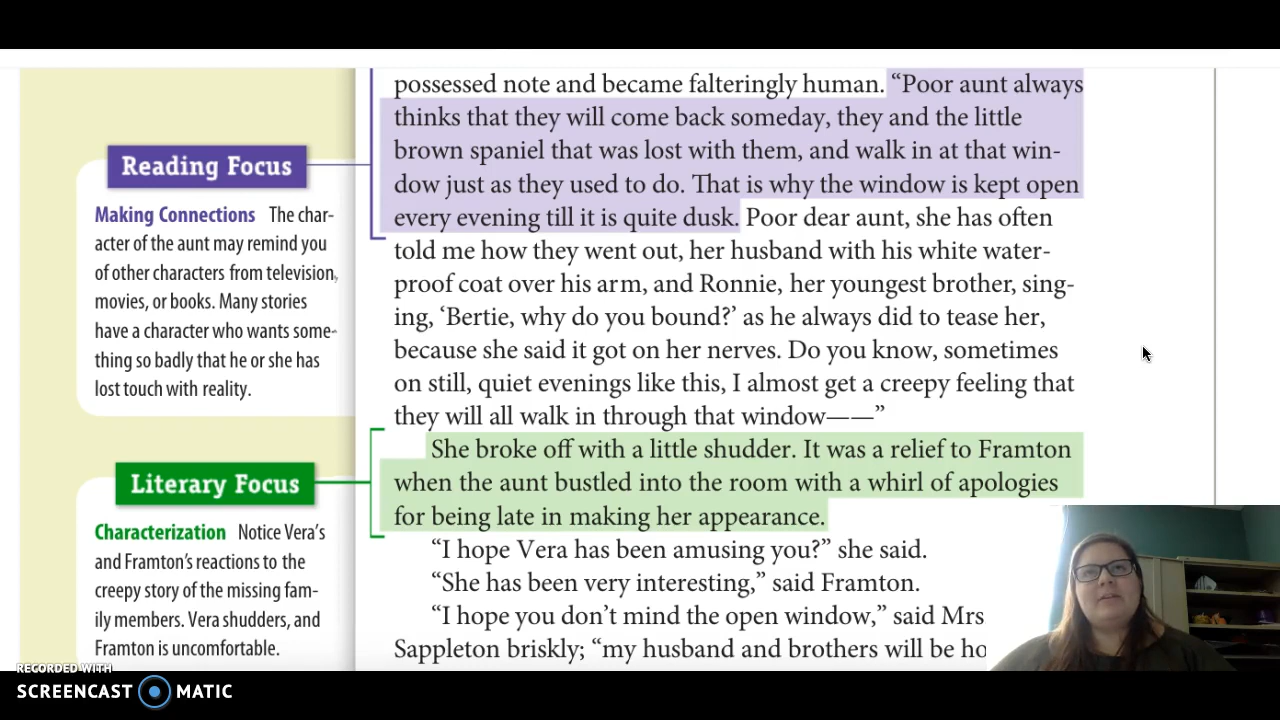 possessed note and became falteringly human. “Poor aunt always
thinks that they will come back someday, they and the little
brown spaniel that was lost with them, and walk in at that win-
dow just as they used to do. That is why the window is kept open
every evening till it is quite dusk. Poor dear aunt, she has often
told me how they went out, her husband with his white water-
proof coat over his arm, and Ronnie, her youngest brother, sing-
ing, ‘Bertie, why do you bound?’ as he always did to tease her,
because she said it got on her nerves. Do you know, sometimes
on still, quiet evenings like this, I almost get a creepy feeling that
they will all walk in through that window——”
She broke off with a little shudder. It was a relief to Framton
when the aunt bustled into the room with a whirl of apologies
for being late in making her appearance.
“I hope Vera has been amusing you?” she said.
“She has been very interesting,” said Framton.
“I hope you don’t mind the open window,” said Mrs
Sappleton briskly; “my husband and brothers will be ho
Reading Focus
Making Connections The char-
acter of the aunt may remind you
of other characters from television,
movies, or books. Many stories
have a character who wants some-
thing so badly that he or she has
lost touch with reality.
Literary Focus
Characterization Notice Vera’s
and Framton’s reactions to the
creepy story of the missing fam-
ily members. Vera shudders, and
Framton is uncomfortable.
RECORDED WITH
SCREENCAST MATIC